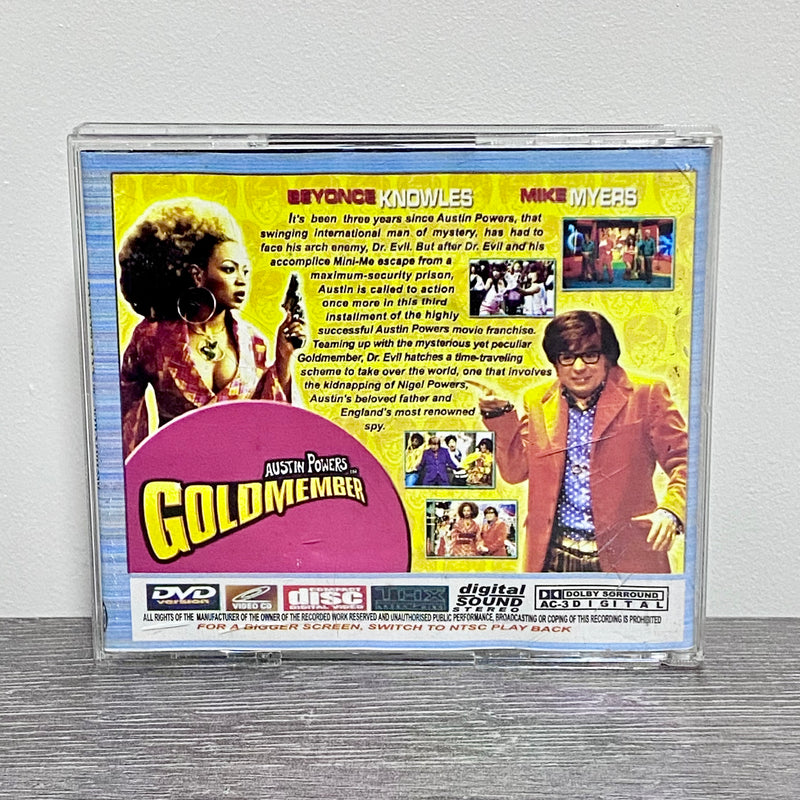 BEYONCE KNOWLES MIKE MYERS
It's been three years since Austin Powers, that
swinging international man of mystery, has had to
face his arch enemy, Dr. Evil. But after Dr. Evil and his
accomplice Mini-Me escape from a
maximum-security prison,
Austin is called to action
once more in this third
installment of the highly
successful Austin Powers movio franchise.
Teaming up with the mysterious yet peculiar
Goldmember, Dr. Evil hatches a time-traveling
scheme to take over the world, one that involves
the kidnapping of Nigel Powers,
Austin's beloved father and
England's most renowned
spy.
AUSTIN POWERS
GOLDMEMBER
DVD
VERSION
VIDEO CD
COMPACT
disc
DIGITAL VIDEO
THX
digital
SOUND
STEREO
DOLBY SORROUND
AC-3 DIGITAL
ALL RIGHTS OF THE MANUFACTURER OF THE OWNER OF THE RECORDED WORK RESERVED AND UNAUTHORISED PUBLIC PERFORMANCE, BROADCASTING OR COPING OF THIS RECORDING IS PROHIBITED
FOR A BIGGER SCREEN, SWITCH TO NTSC PLAY BACK